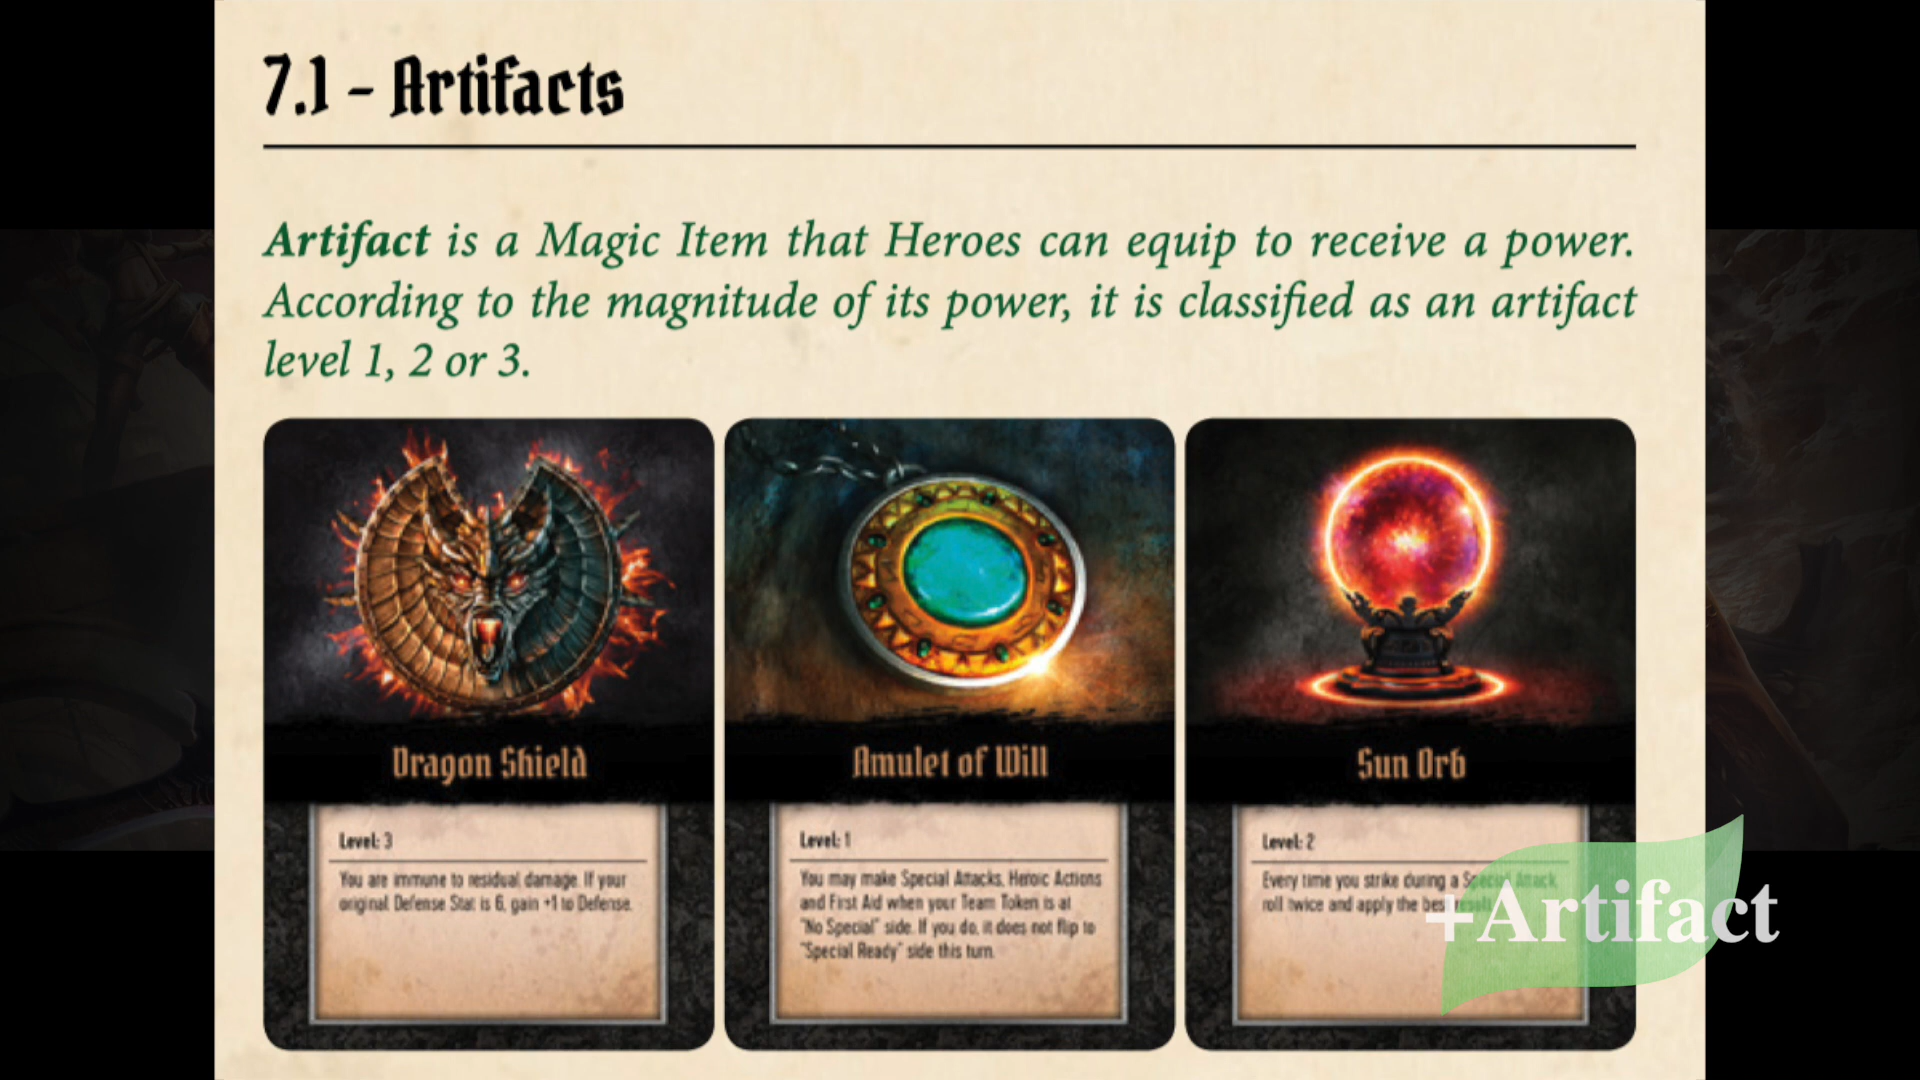 7.1 - Artifacts
Artifact is a Magic Item that Heroes can equip to receive a power.
According to the magnitude of its power, it is classified as an artifact
level 1, 2 or 3.
Dragon Shield
Level: 3
You are immune to residual damage. If your
original Defense Stat is 6, gain +1 to Defense.
Amulet of Will
Level: 1
You may make Special Attacks, Heroic Actions
and First Aid when your Team Token is at
"No Special" side. If you do, it does not flip to
"Special Ready" side this turn.
Sun Orb
Level: 2
Every time you strike during a Special Attack,
roll twice and apply the best result.
+Artifact